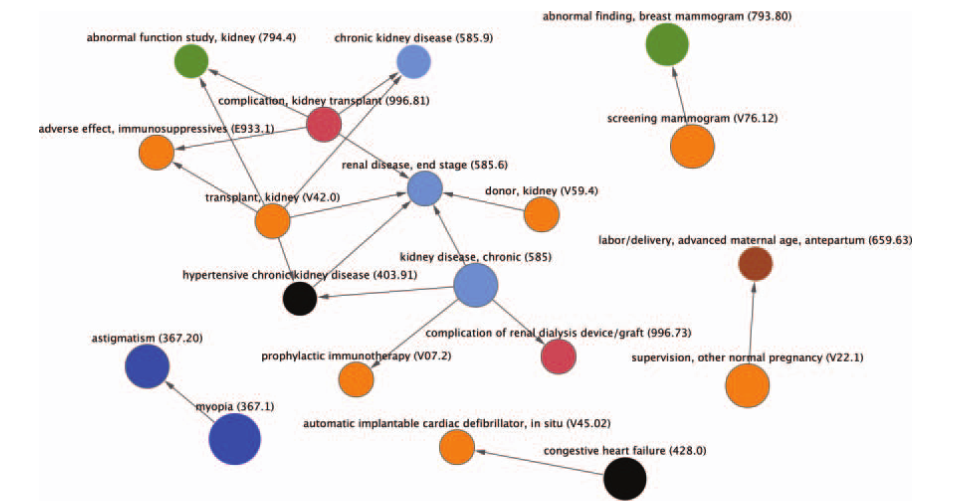 abnormal finding, breast mammogram (793.80)
abnormal function study, kidney (794.4)
chronic kidney disease (585.9)
complication, kidney transplant (996.81)
screening mammogram (V76.12)
adverse effect, immunosuppressives (E933.1)
renal disease, end stage (585.6)
donor, kidney (V59.4)
transplant, kidney (V42.0)
labor/delivery, advanced maternal age, antepartum (659.63)
kidney disease, chronic (585)
hypertensive chronic kidney disease (403.91)
complication of renal dialysis device/graft (996.73)
astigmatism (367.20)
prophylactic immunotherapy (V07.2)
supervision, other normal pregnancy (V22.1)
myopia (367.1)
automatic implantable cardiac defibrillator, in situ (V45.02)
congestive heart failure (428.0)